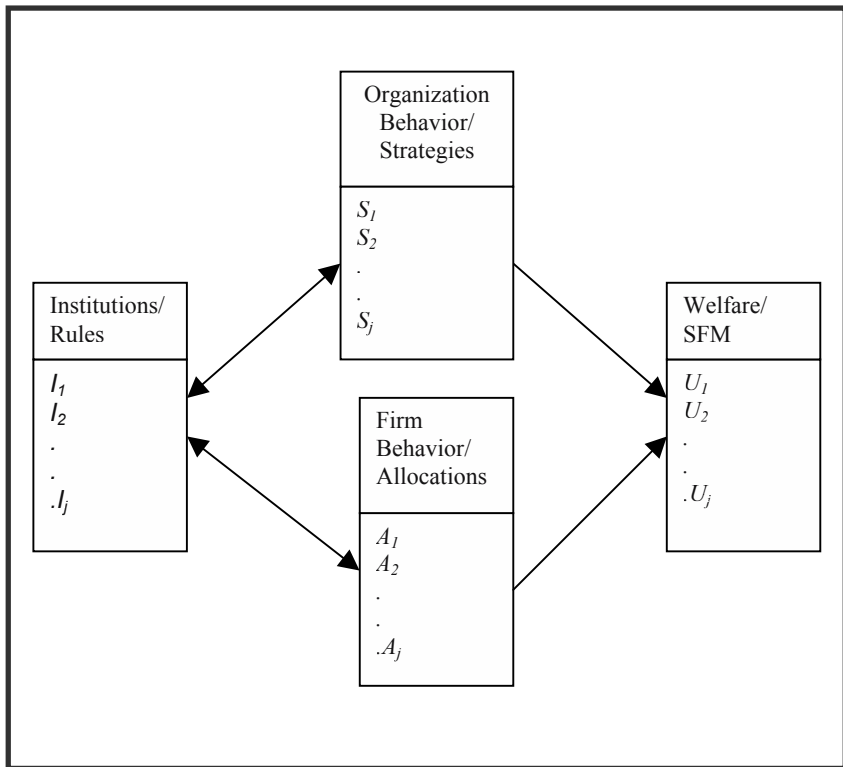 Organization
Behavior/
Strategies
S₁
S₂
.
.
Sⱼ
Institutions/
Rules
I₁
I₂
.
.
.Iⱼ
Firm
Behavior/
Allocations
A₁
A₂
.
.
.Aⱼ
Welfare/
SFM
U₁
U₂
.
.
.Uⱼ